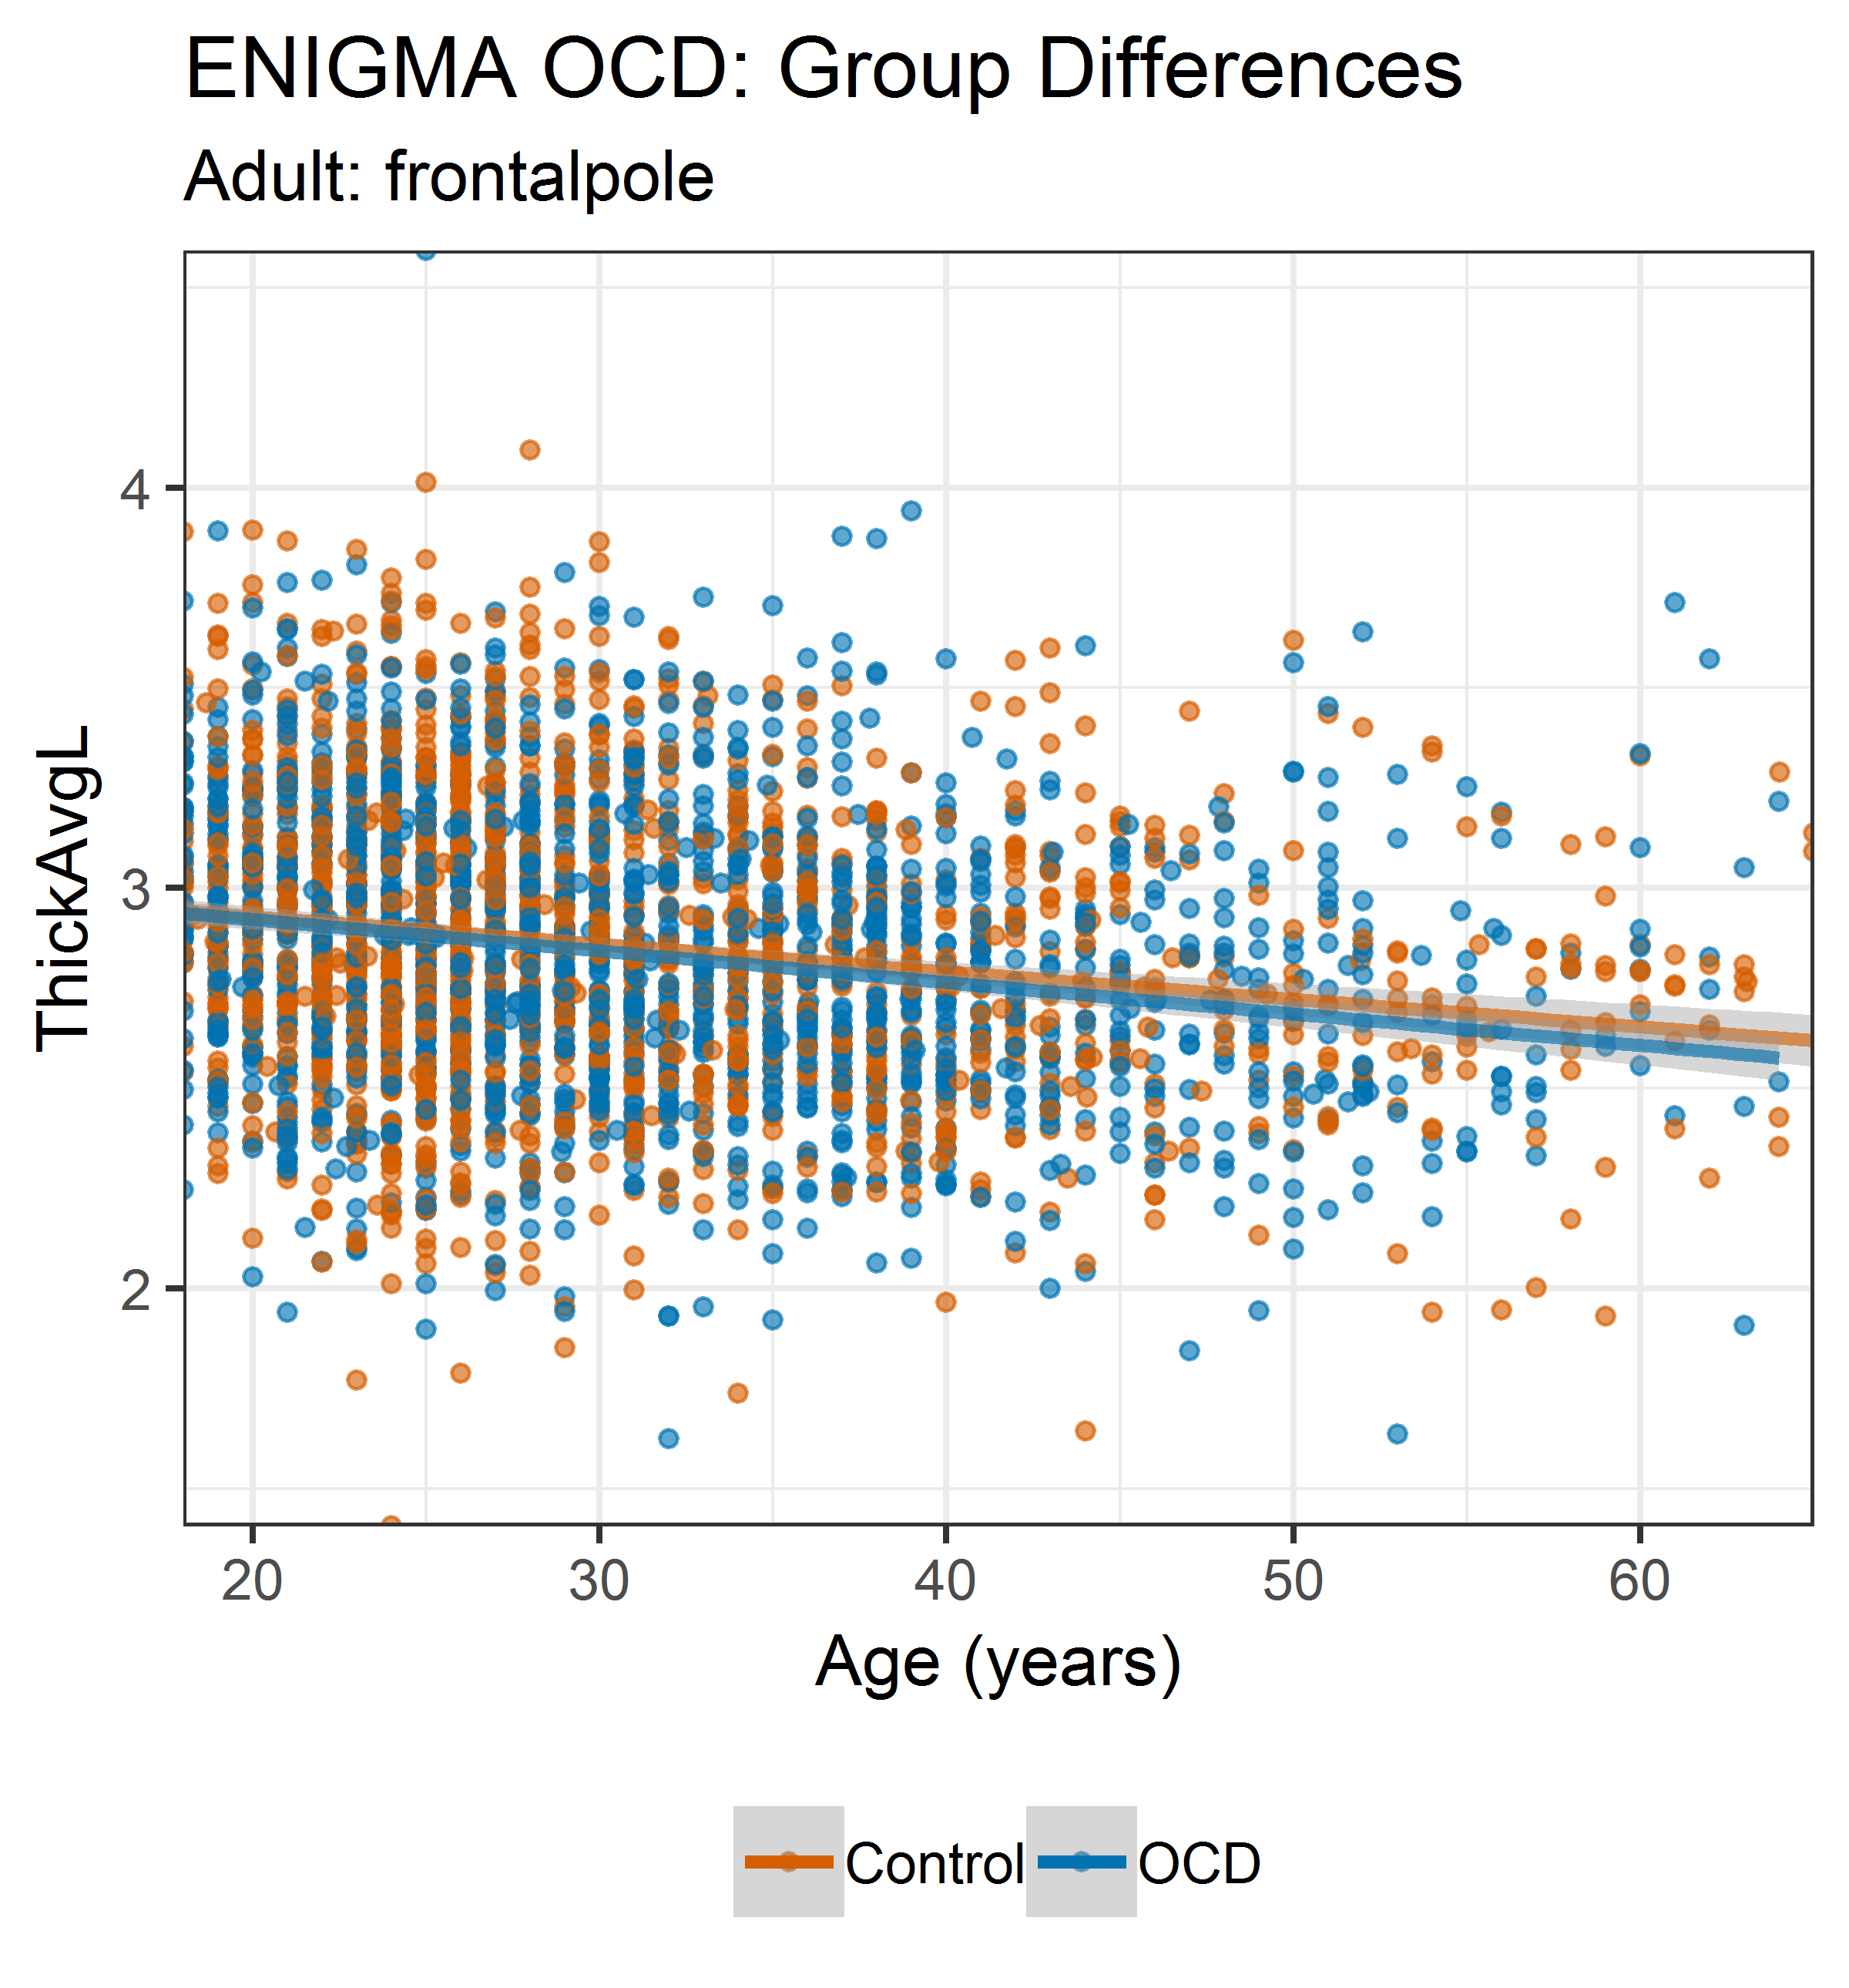 ENIGMA OCD: Group Differences
Adult: frontalpole
ThickAvgL
4
3
2
20 30 40 50 60
Age (years)
Control OCD